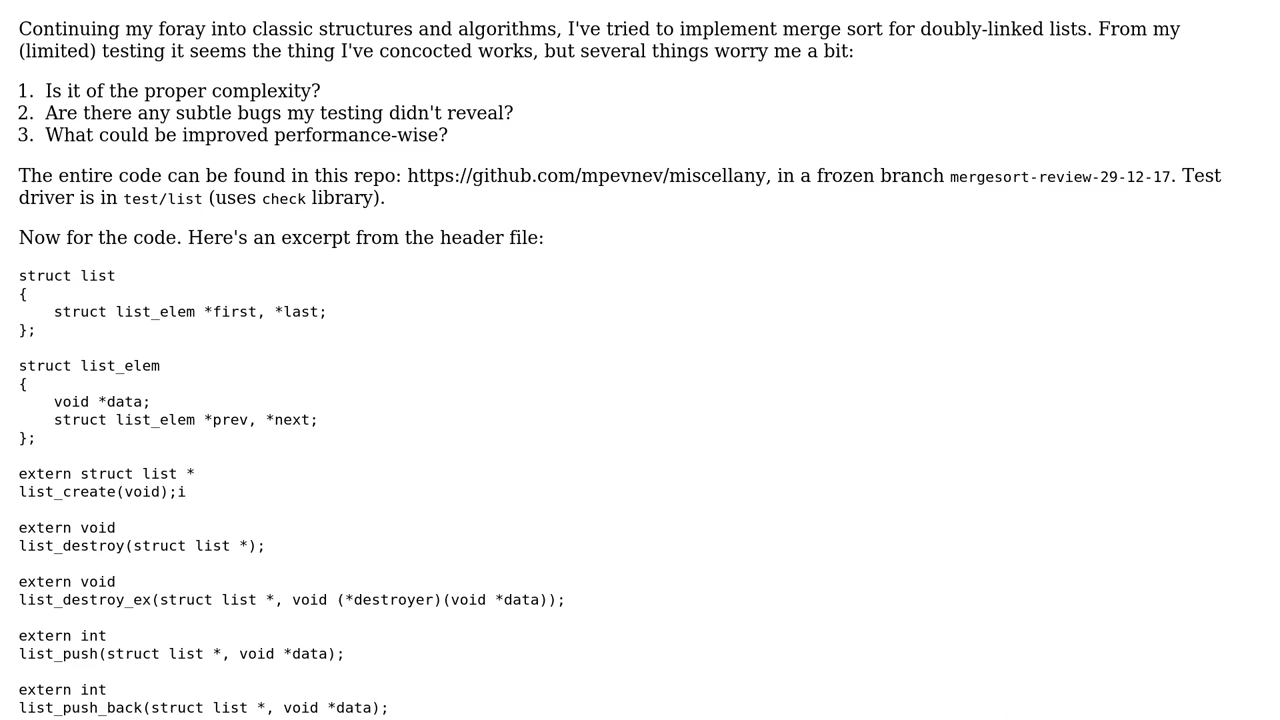 Continuing my foray into classic structures and algorithms, I've tried to implement merge sort for doubly-linked lists. From my
(limited) testing it seems the thing I've concocted works, but several things worry me a bit:
1. Is it of the proper complexity?
2. Are there any subtle bugs my testing didn't reveal?
3. What could be improved performance-wise?
The entire code can be found in this repo: https://github.com/mpevnev/miscellany, in a frozen branch mergesort-review-29-12-17. Test
driver is in test/list (uses check library).
Now for the code. Here's an excerpt from the header file:
struct list
{
    struct list_elem *first, *last;
};
struct list_elem
{
    void *data;
    struct list_elem *prev, *next;
};
extern struct list *
list_create(void);i
extern void
list_destroy(struct list *);
extern void
list_destroy_ex(struct list *, void (*destroyer)(void *data));
extern int
list_push(struct list *, void *data);
extern int
list_push_back(struct list *, void *data);